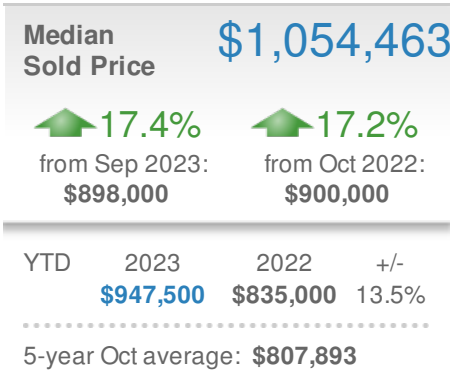 Median $1,054,463
Sold Price
17.4% 17.2%
from Sep 2023: from Oct 2022:
$898,000 $900,000
YTD 2023 2022 +/-
$947,500 $835,000 13.5%
5-year Oct average: $807,893